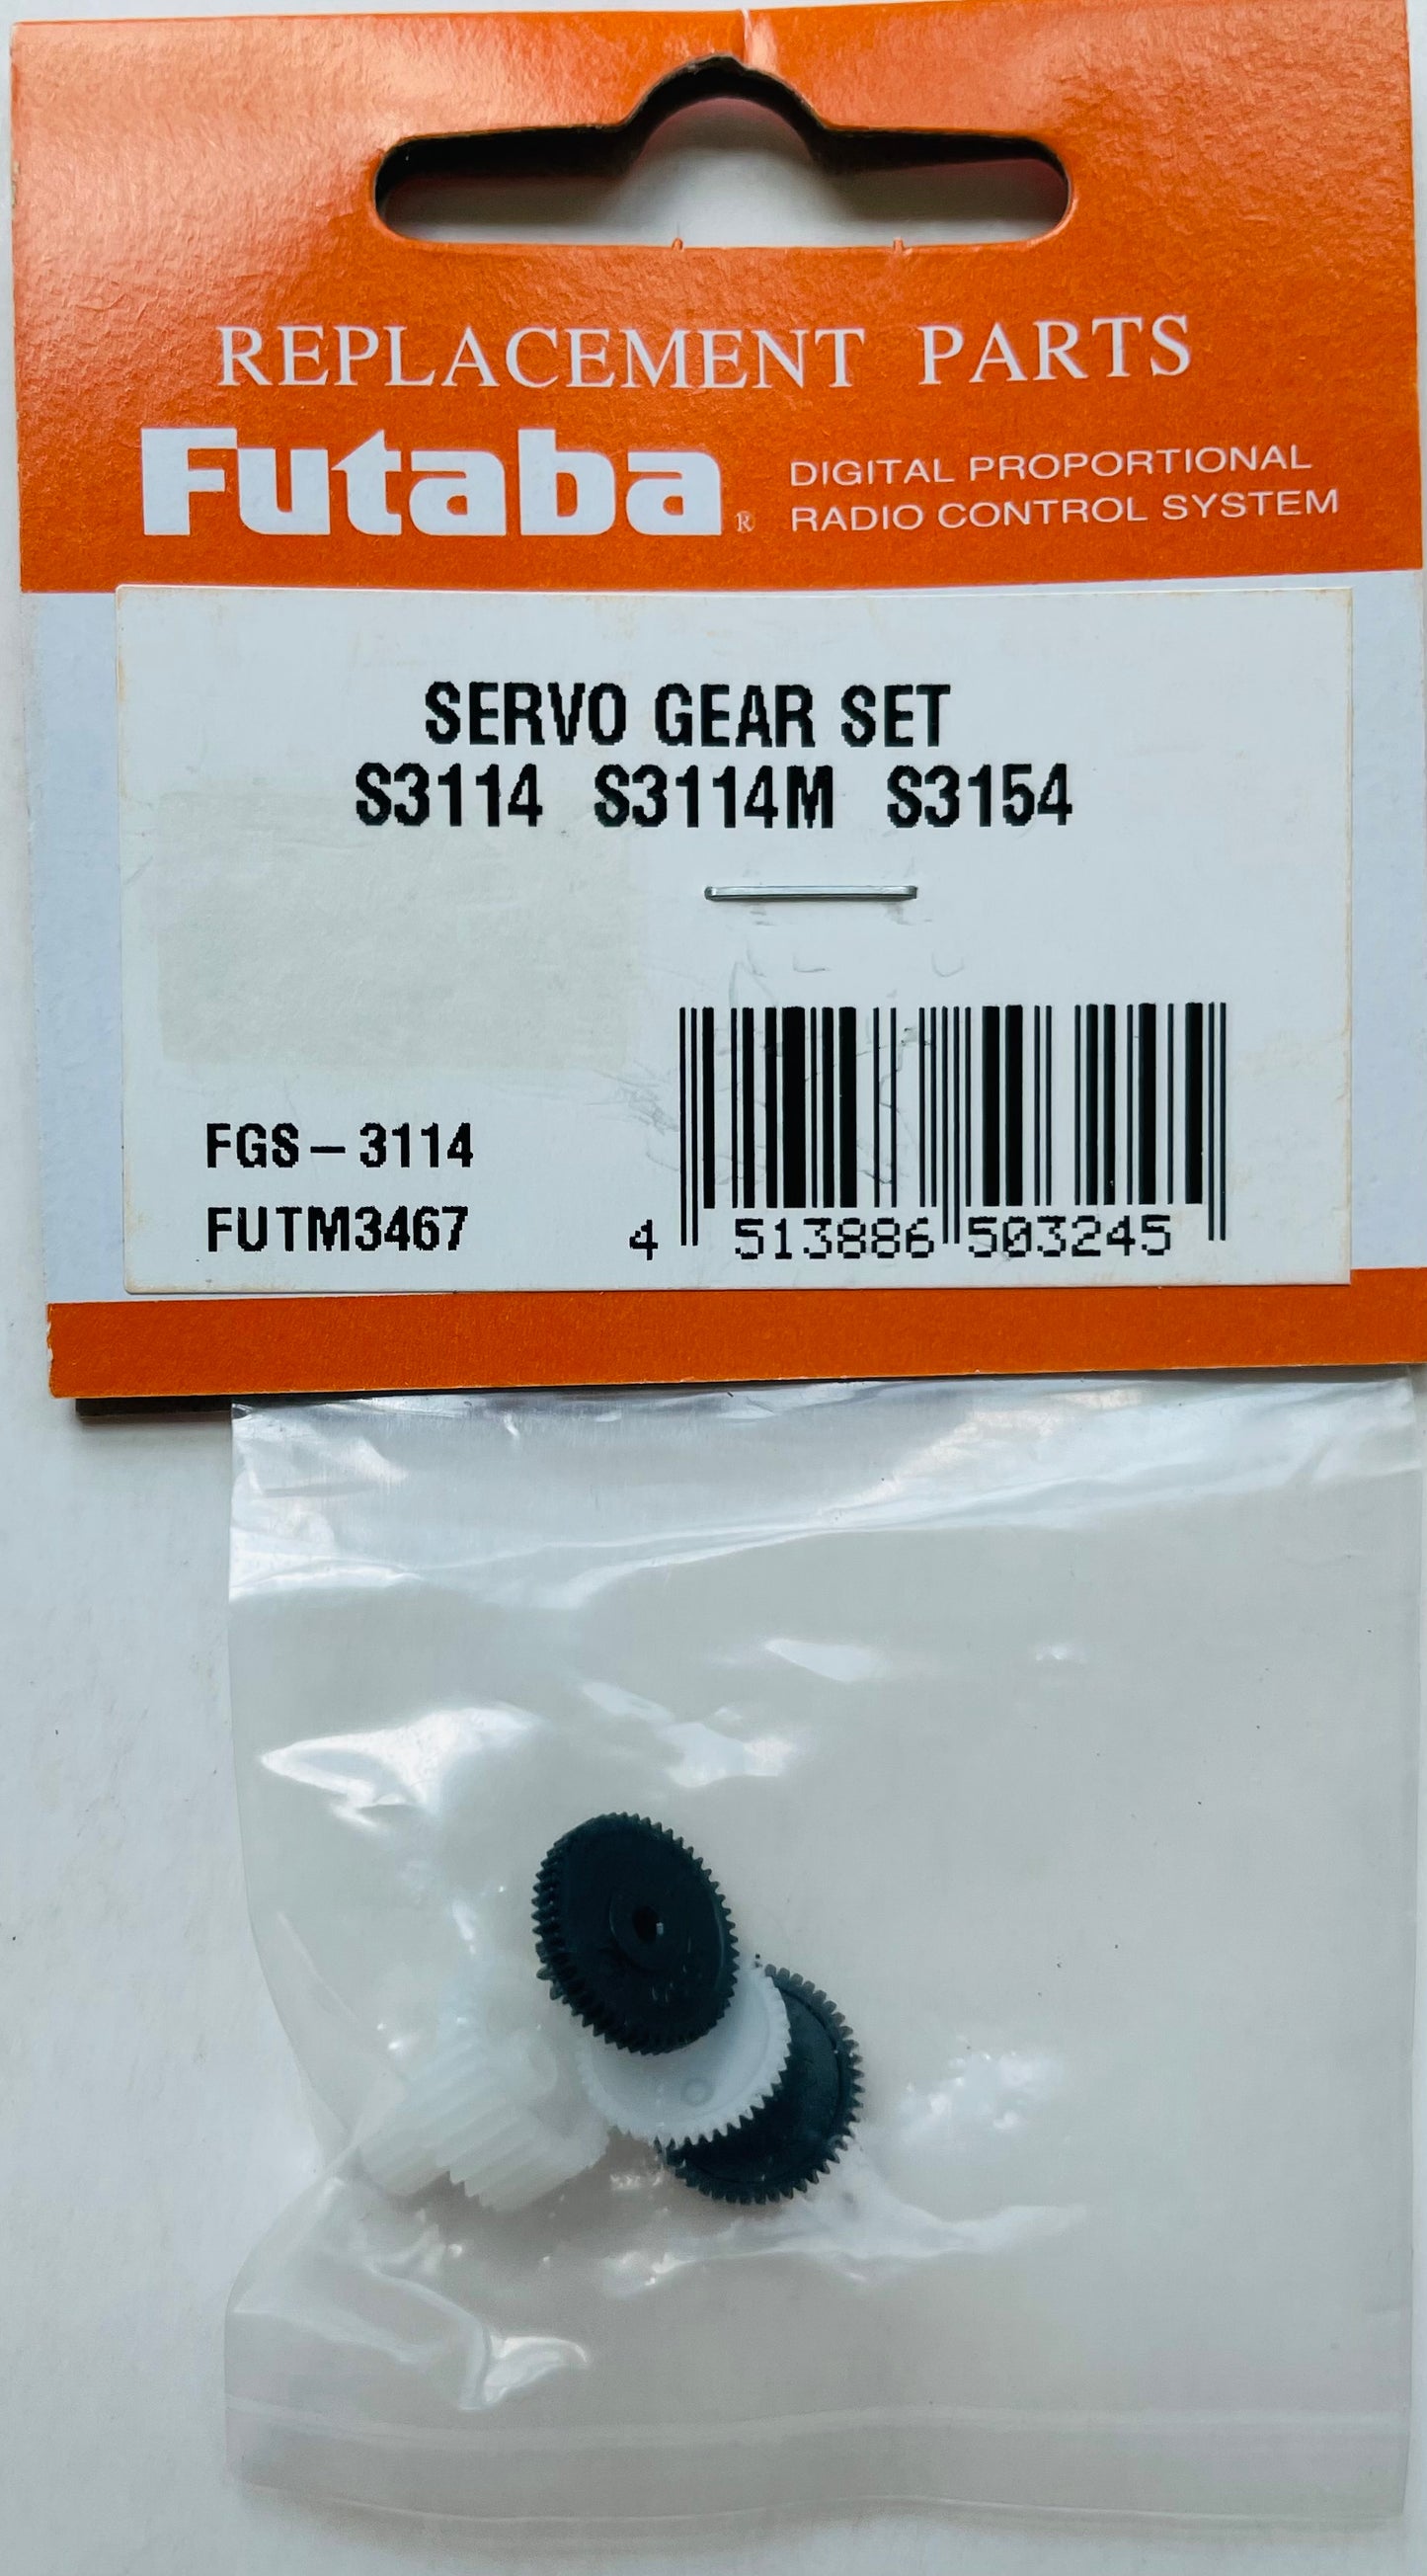 REPLACEMENT PARTS
Futaba®
DIGITAL PROPORTIONAL
RADIO CONTROL SYSTEM
SERVO GEAR SET
S3114 S3114M S3154
FGS-3114
FUTM3467
4 513886 503245